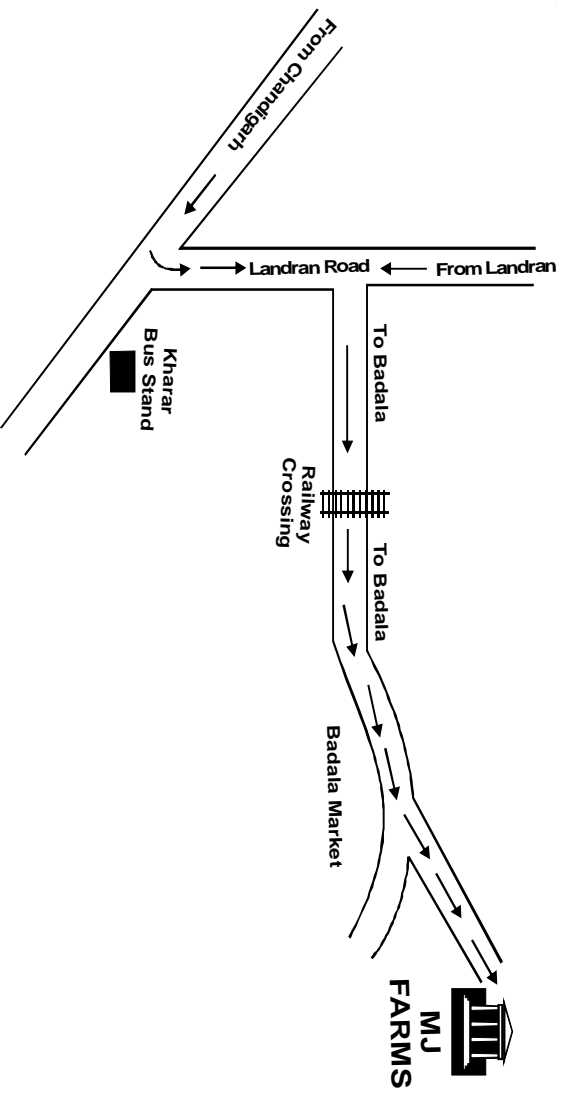 From Chandigarh
Landran Road
From Landran
Kharar
Bus Stand
To Badala
Railway
Crossing
To Badala
Badala Market
MJ
FARMS